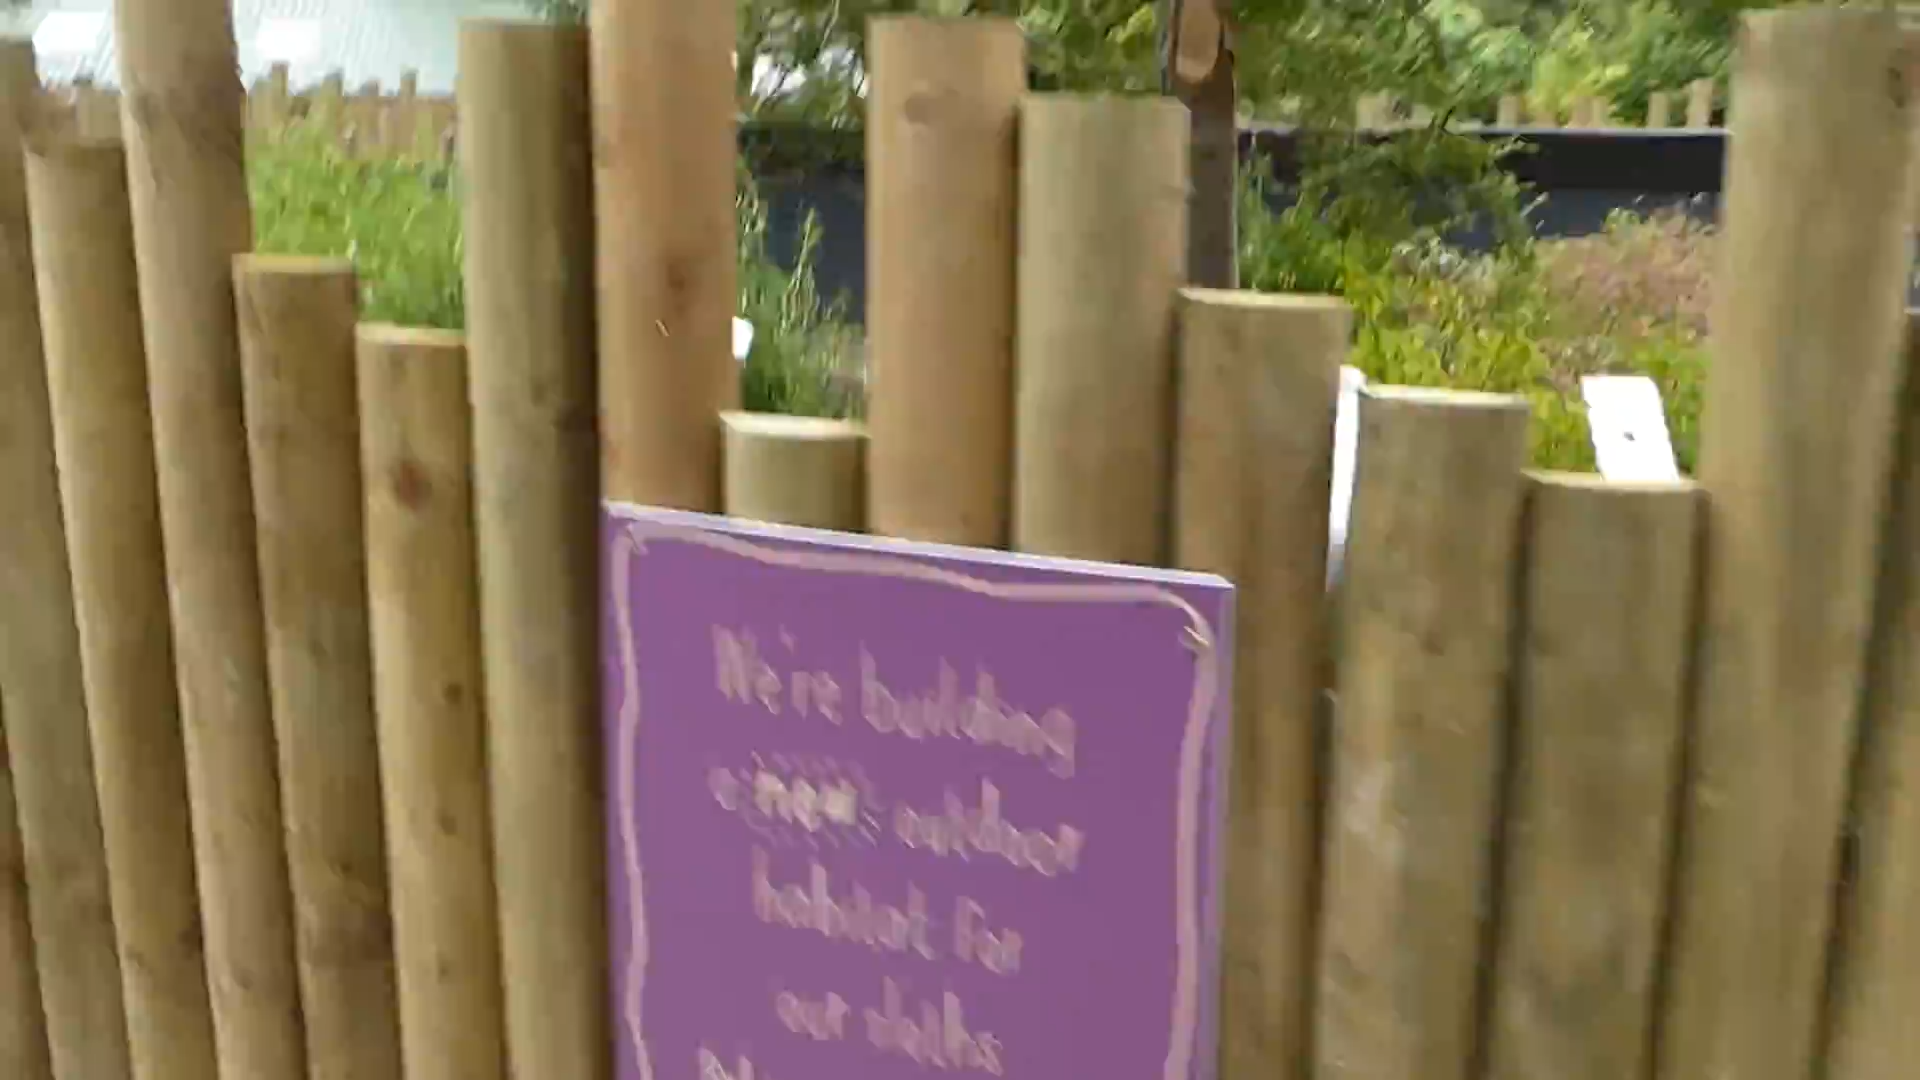 We're building
a new outdoor
habitat for
our sloths